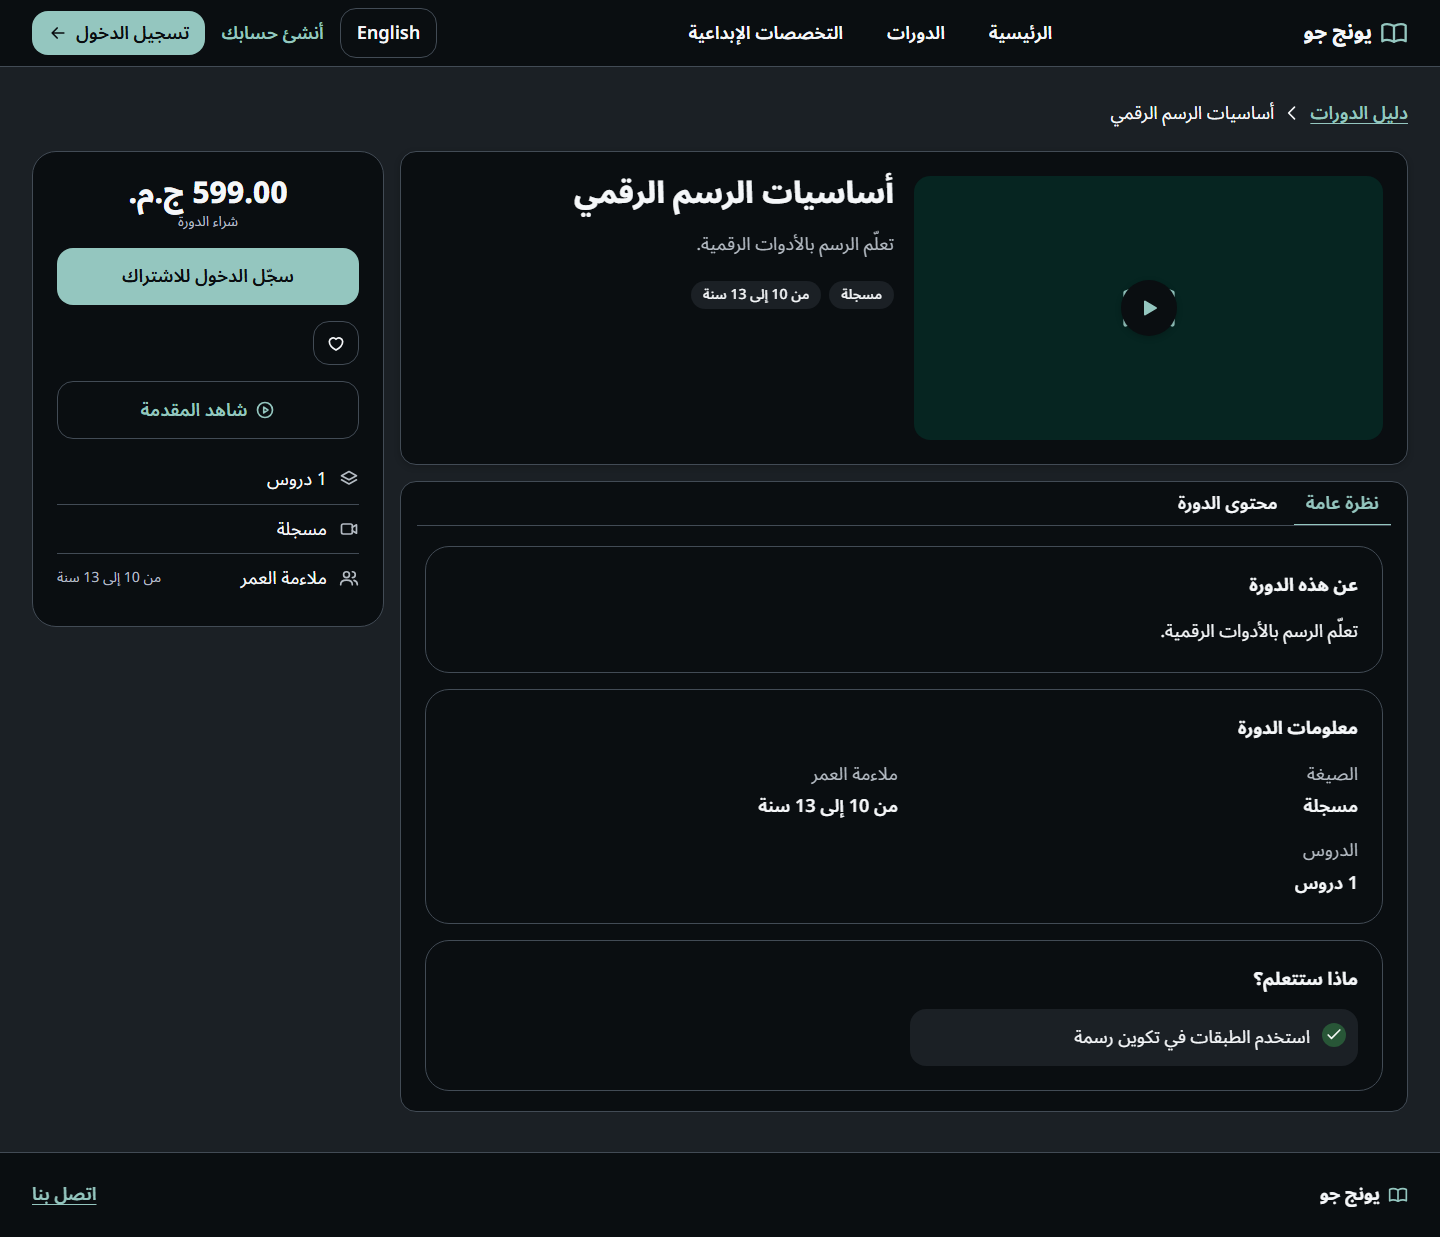 يونج جو
الرئيسية
الدورات
التخصصات الإبداعية
English
أنشئ حسابك
تسجيل الدخول
دليل الدورات
أساسيات الرسم الرقمي
أساسيات الرسم الرقمي
تعلّم الرسم بالأدوات الرقمية.
مسجلة
من 10 إلى 13 سنة
599.00 ج.م.
شراء الدورة
سجّل الدخول للاشتراك
شاهد المقدمة
1 دروس
مسجلة
ملاءمة العمر
من 10 إلى 13 سنة
نظرة عامة
محتوى الدورة
عن هذه الدورة
تعلّم الرسم بالأدوات الرقمية.
معلومات الدورة
الصيغة
مسجلة
ملاءمة العمر
من 10 إلى 13 سنة
الدروس
1 دروس
ماذا ستتعلم؟
استخدم الطبقات في تكوين رسمة
يونج جو
اتصل بنا